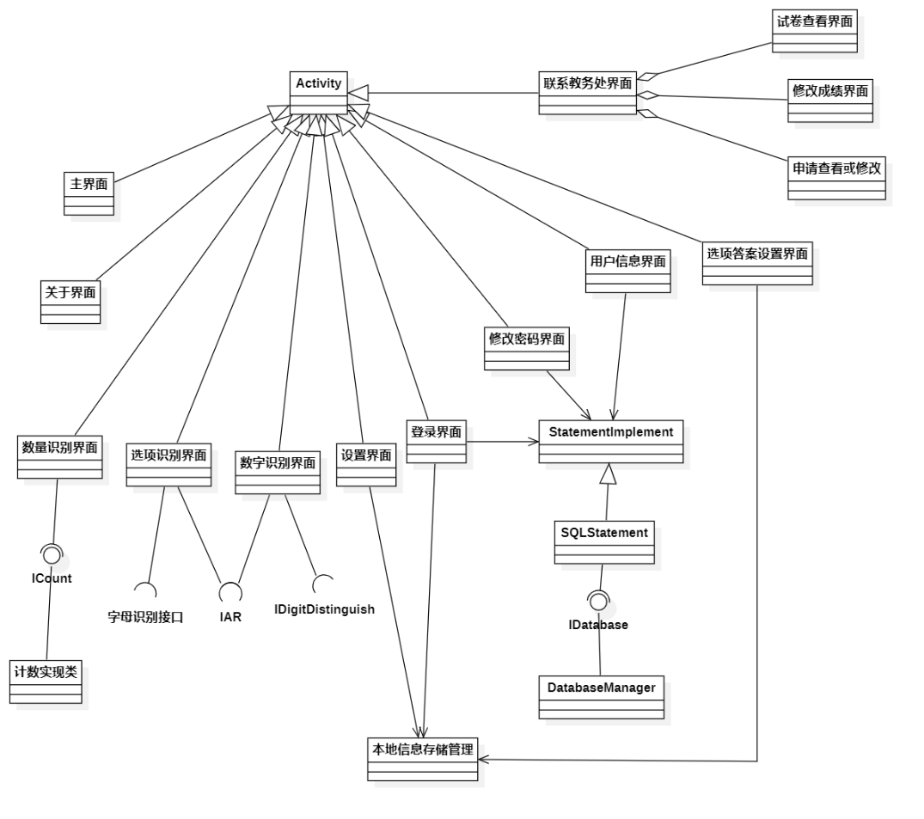 试卷查看界面
Activity
联系教务处界面
修改成绩界面
申请查看或修改
主界面
用户信息界面
选项答案设置界面
关于界面
修改密码界面
数量识别界面
选项识别界面
数字识别界面
设置界面
登录界面
StatementImplement
SQLStatement
ICount
字母识别接口
IAR
IDigitDistinguish
IDatabase
计数实现类
DatabaseManager
本地信息存储管理